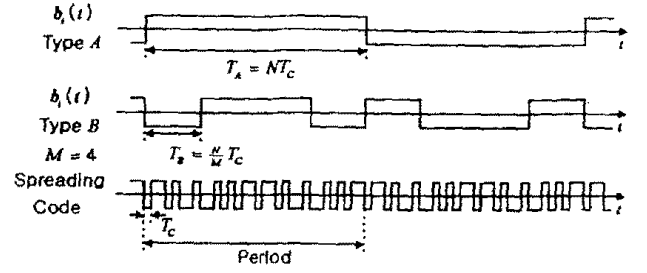 b_i(t)
Type A
t
T_A = NT_C
b_i(t)
Type B
t
M = 4
T_B = N/M T_C
Spreading
Code
t
T_C
Period